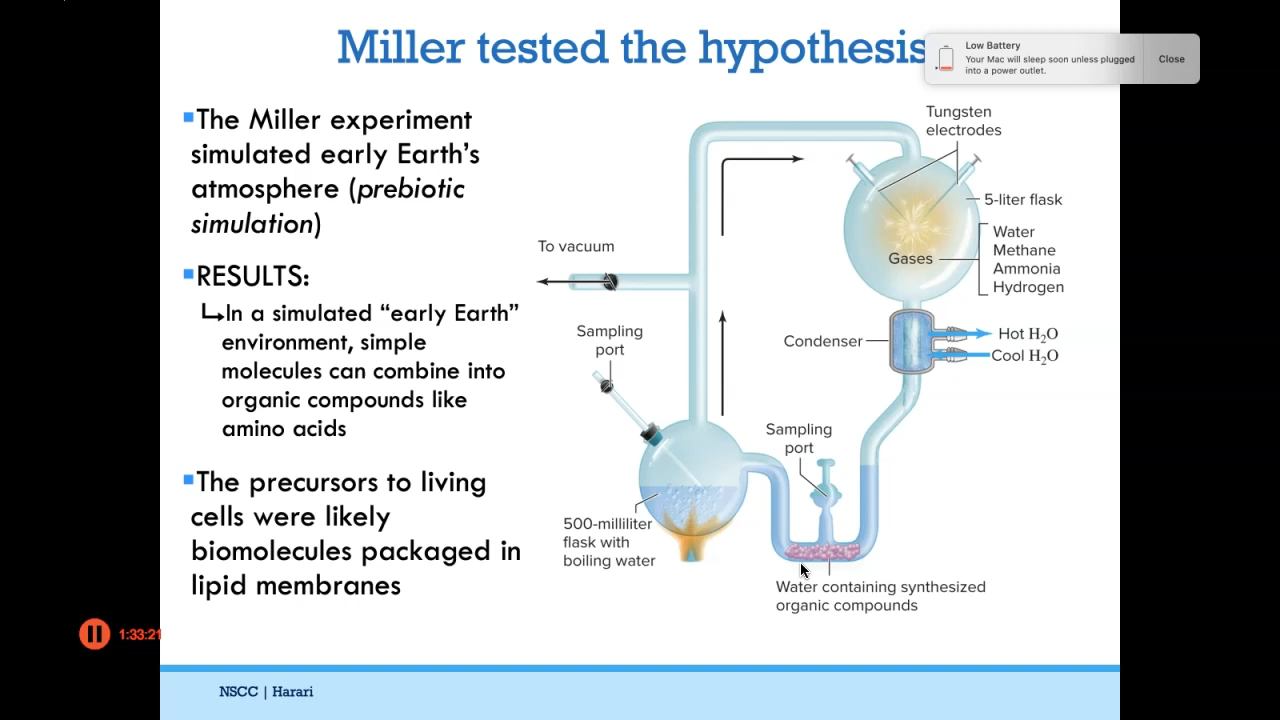 Miller tested the hypothesis
Low Battery
Your Mac will sleep soon unless plugged
into a power outlet.
Close
▪The Miller experiment
simulated early Earth’s
atmosphere (prebiotic
simulation)
▪RESULTS:
↳In a simulated “early Earth”
environment, simple
molecules can combine into
organic compounds like
amino acids
▪The precursors to living
cells were likely
biomolecules packaged in
lipid membranes
Tungsten
electrodes
5-liter flask
Gases
Water
Methane
Ammonia
Hydrogen
To vacuum
Sampling
port
Condenser
Hot H₂O
Cool H₂O
Sampling
port
500-milliliter
flask with
boiling water
Water containing synthesized
organic compounds
1:33:21
NSCC | Harari